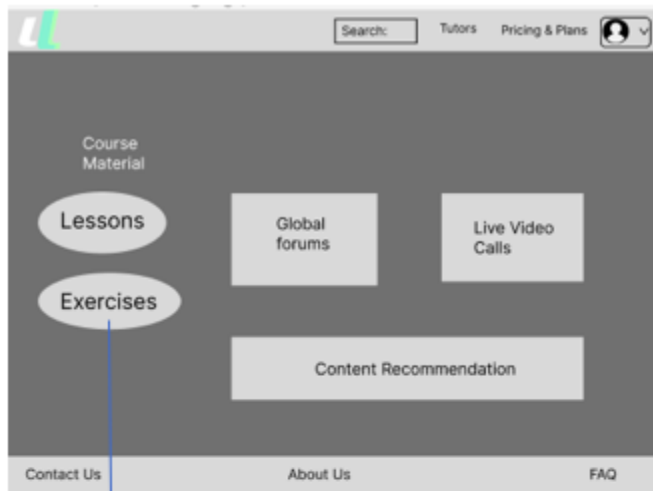 Search:
Tutors
Pricing & Plans
Course
Material
Lessons
Exercises
Global
forums
Live Video
Calls
Content Recommendation
Contact Us
About Us
FAQ